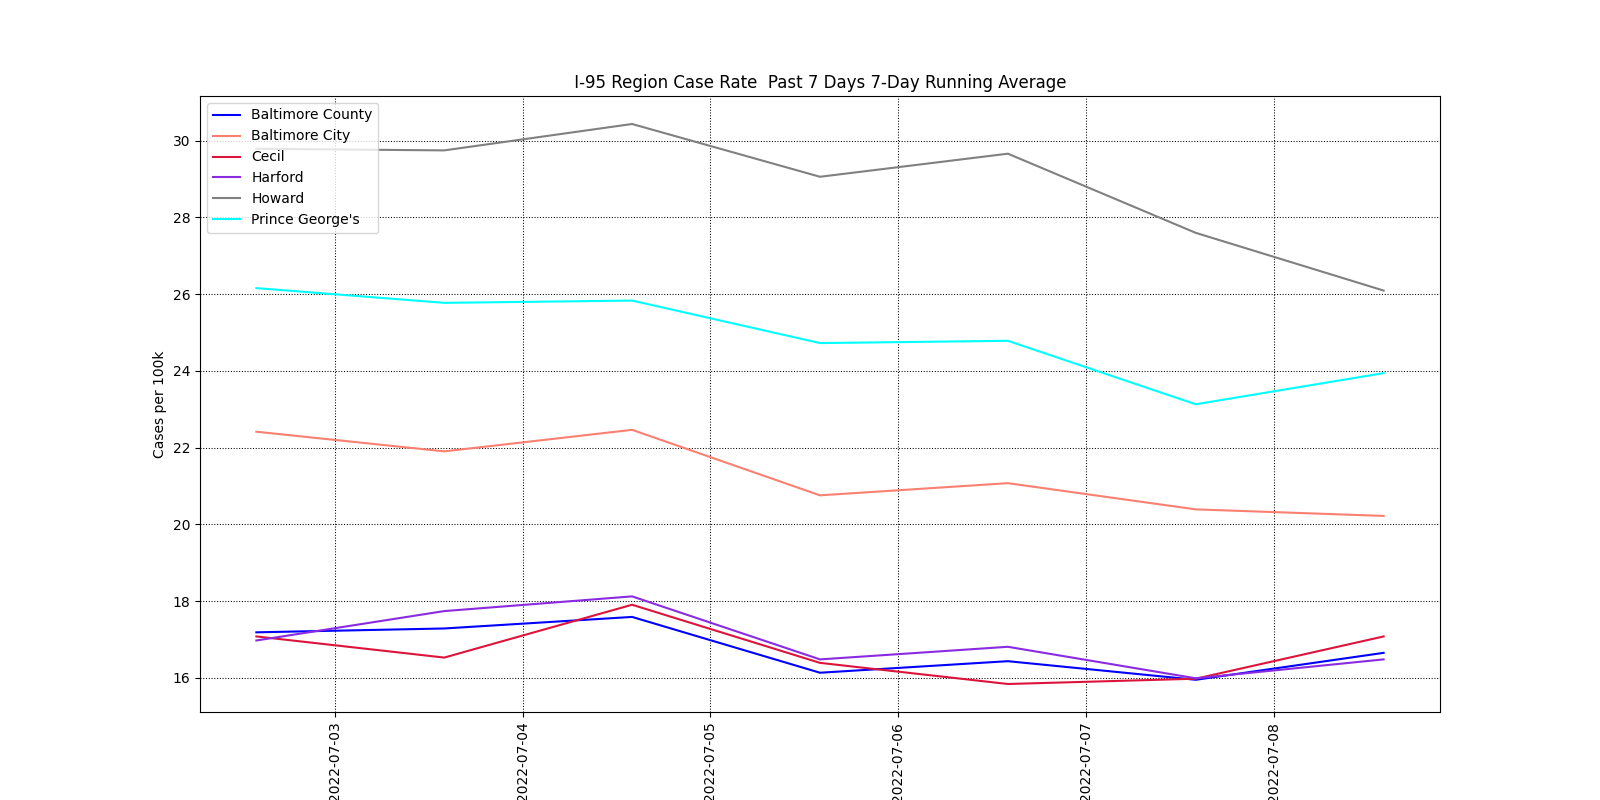 I-95 Region Case Rate  Past 7 Days 7-Day Running Average
Baltimore County
Baltimore City
Cecil
Harford
Howard
Prince George's
Cases per 100k
30
28
26
24
22
20
18
16
2022-07-03
2022-07-04
2022-07-05
2022-07-06
2022-07-07
2022-07-08